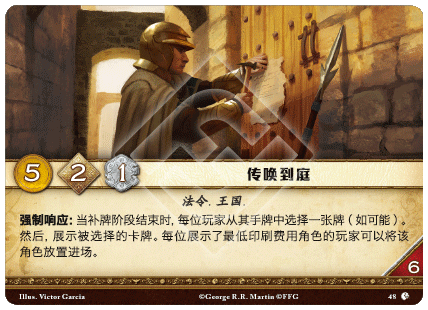 5 2 1 传唤到庭
法令. 王国.
强制响应: 当补牌阶段结束时, 每位玩家从其手牌中选择一张牌 ( 如可能 ) 。
然后, 展示被选择的卡牌。每位展示了最低印刷费用角色的玩家可以将该
角色放置进场。
6
Illus. Victor Garcia ©George R.R. Martin ©FFG 48